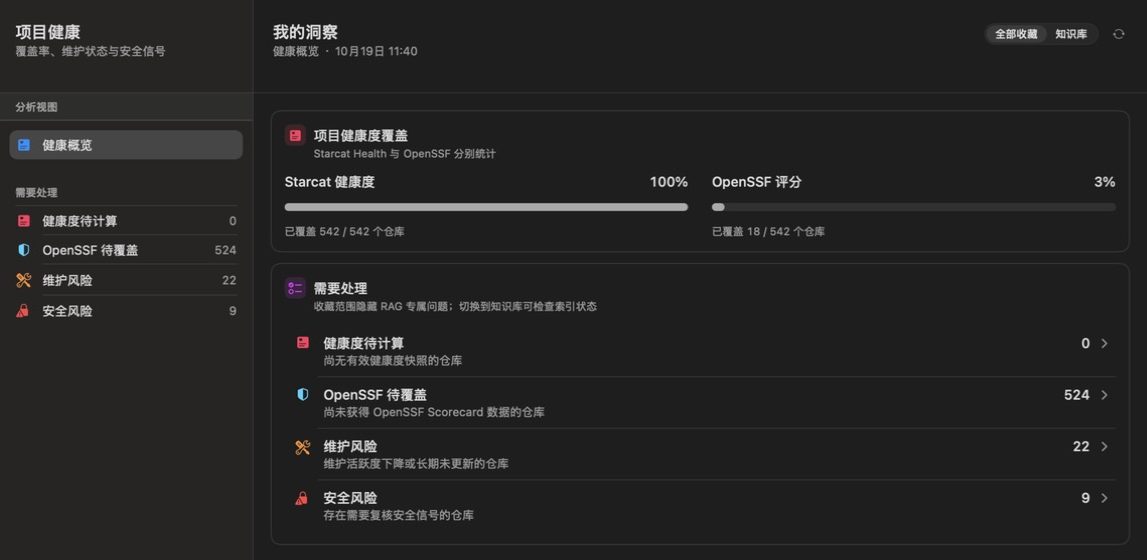 项目健康
覆盖率、维护状态与安全信号
分析视图
健康概览
需要处理
健康度待计算 0
OpenSSF 待覆盖 524
维护风险 22
安全风险 9
我的洞察
健康概览 · 10月19日 11:40
全部收藏 知识库
项目健康度覆盖
Starcat Health 与 OpenSSF 分别统计
Starcat 健康度 100%
已覆盖 542 / 542 个仓库
OpenSSF 评分 3%
已覆盖 18 / 542 个仓库
需要处理
收藏范围隐藏 RAG 专属问题；切换到知识库可检查索引状态
健康度待计算 0
尚无有效健康度快照的仓库
OpenSSF 待覆盖 524
尚未获得 OpenSSF Scorecard 数据的仓库
维护风险 22
维护活跃度下降或长期未更新的仓库
安全风险 9
存在需要复核安全信号的仓库